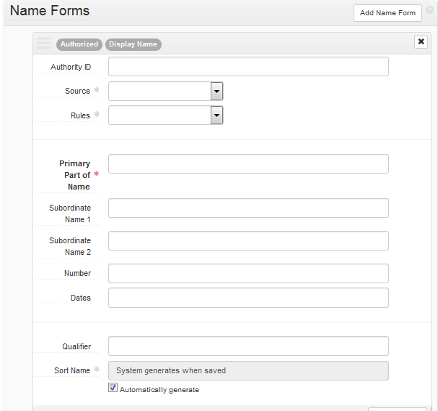 Name Forms
Add Name Form
Authorized Display Name
Authority ID
Source
Rules
Primary
Part of
Name *
Subordinate
Name 1
Subordinate
Name 2
Number
Dates
Qualifier
Sort Name System generates when saved
Automatically generate